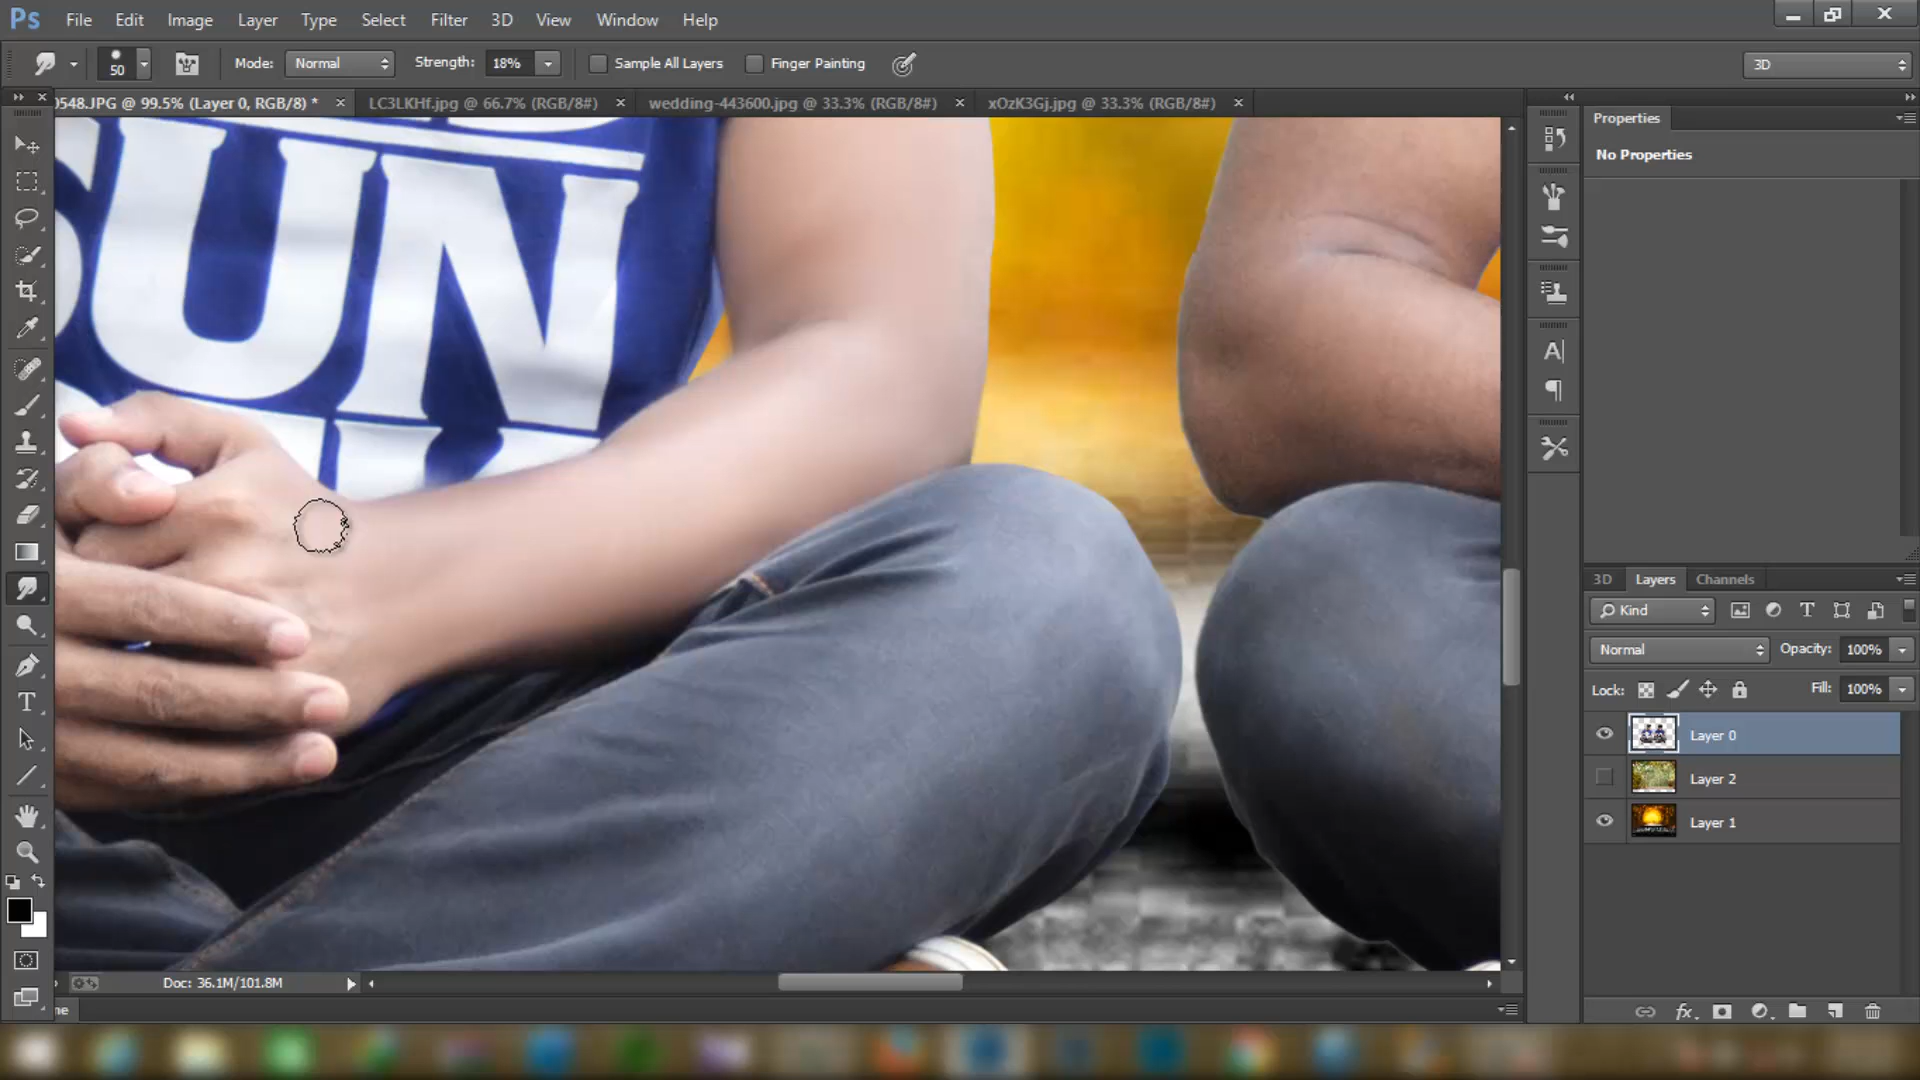 Ps File Edit Image Layer Type Select Filter 3D View Window Help
50 Mode: Normal Strength: 18% Sample All Layers Finger Painting 3D
0548.JPG @ 99.5% (Layer 0, RGB/8) * LC3LKHf.jpg @ 66.7% (RGB/8#) wedding-443600.jpg @ 33.3% (RGB/8#) xOzK3Gj.jpg @ 33.3% (RGB/8#)
Properties
No Properties
SUN
3D Layers Channels
Kind
Normal Opacity: 100%
Lock: Fill: 100%
Layer 0
Layer 2
Layer 1
Doc: 36.1M/101.8M
ne